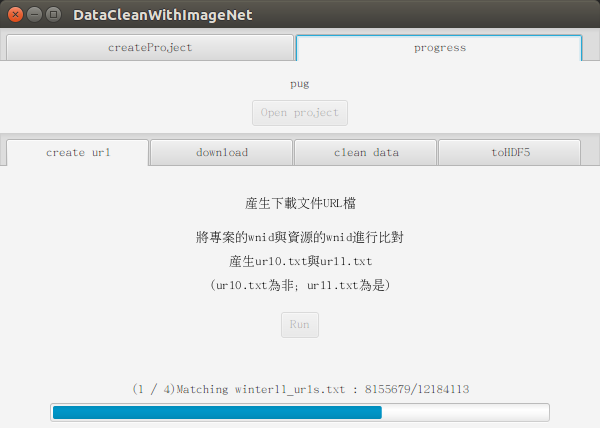 DataCleanWithImageNet
createProject progress
pug
Open project
create url download clean data toHDF5
產生下載文件URL檔
將專案的wnid與資源的wnid進行比對
產生url0.txt與url1.txt
(url0.txt為非; url1.txt為是)
Run
(1 / 4)Matching winter11_urls.txt : 8155679/12184113